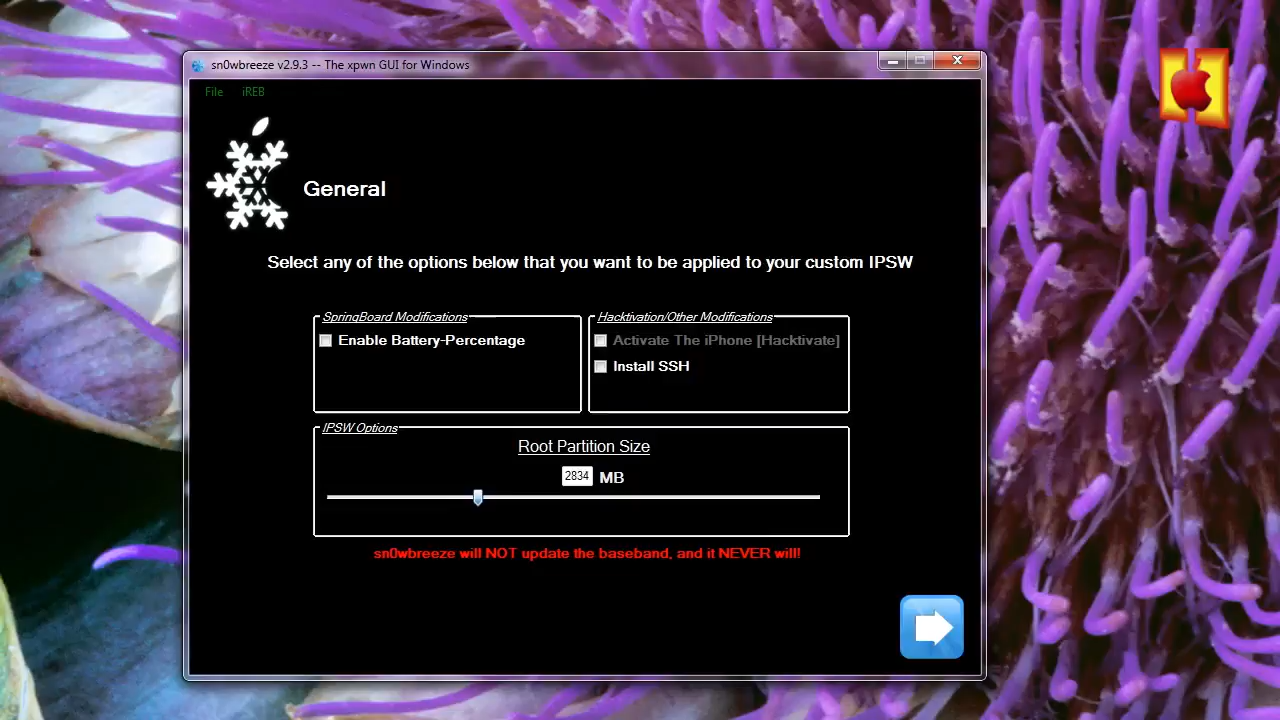 sn0wbreeze v2.9.3 -- The xpwn GUI for Windows
File iREB
General
Select any of the options below that you want to be applied to your custom IPSW
SpringBoard Modifications
Enable Battery-Percentage
Hacktivation/Other Modifications
Activate The iPhone [Hacktivate]
Install SSH
IPSW Options
Root Partition Size
2834 MB
sn0wbreeze will NOT update the baseband, and it NEVER will!